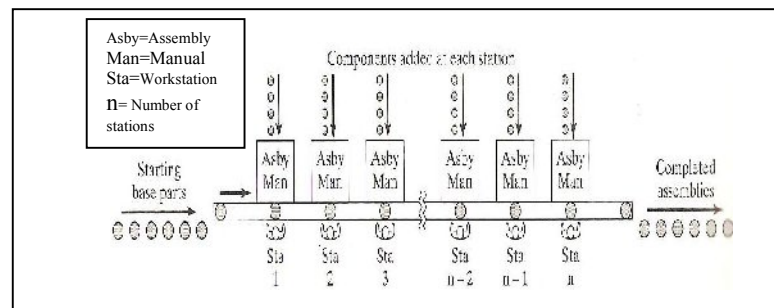 Asby=Assembly
Man=Manual
Sta=Workstation
n= Number of
stations
Components added at each station
Starting
base parts
Asby
Man
Asby
Man
Asby
Man
Asby
Man
Asby
Man
Asby
Man
Completed
assemblies
Sta
1
Sta
2
Sta
3
Sta
n-2
Sta
n-1
Sta
n